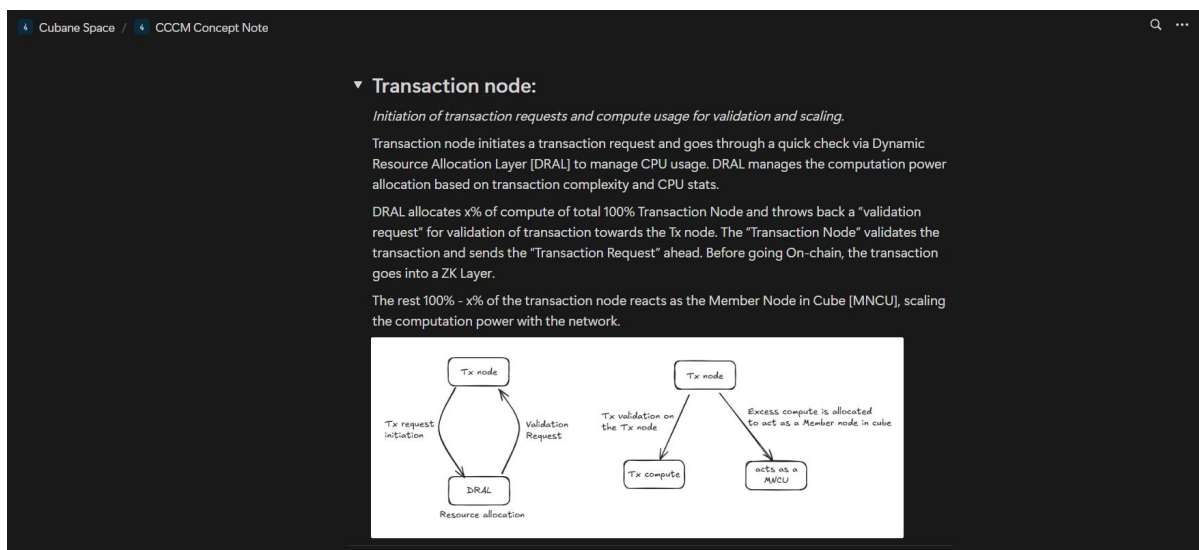 Cubane Space / CCCM Concept Note
Transaction node:
Initiation of transaction requests and compute usage for validation and scaling.
Transaction node initiates a transaction request and goes through a quick check via Dynamic
Resource Allocation Layer [DRAL] to manage CPU usage. DRAL manages the computation power
allocation based on transaction complexity and CPU stats.
DRAL allocates x% of compute of total 100% Transaction Node and throws back a “validation
request” for validation of transaction towards the Tx node. The “Transaction Node” validates the
transaction and sends the “Transaction Request” ahead. Before going On-chain, the transaction
goes into a ZK Layer.
The rest 100% - x% of the transaction node reacts as the Member Node in Cube [MNCU], scaling
the computation power with the network.
Tx node
Tx request
initiation
Validation
Request
DRAL
Resource allocation
Tx node
Tx validation on
the Tx node
Excess compute is allocated
to act as a Member node in cube
Tx compute
acts as a
MNCU